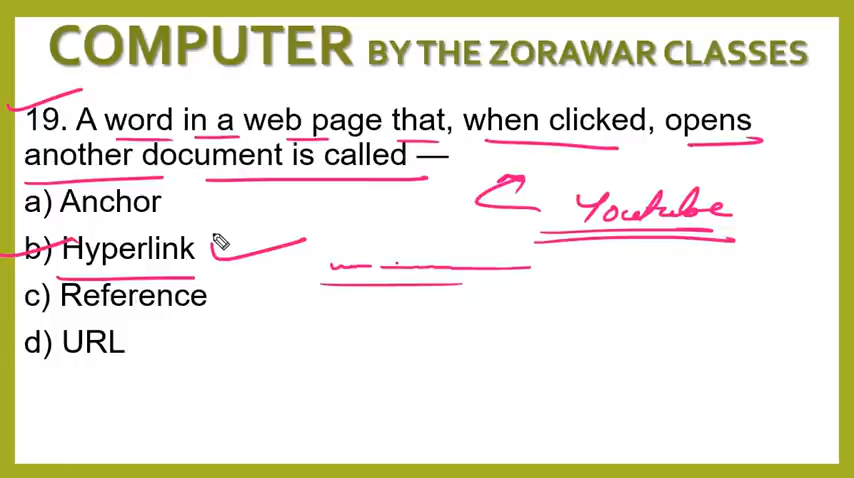 COMPUTER BY THE ZORAWAR CLASSES
19. A word in a web page that, when clicked, opens
another document is called —
a) Anchor
Youtube
b) Hyperlink
c) Reference
d) URL